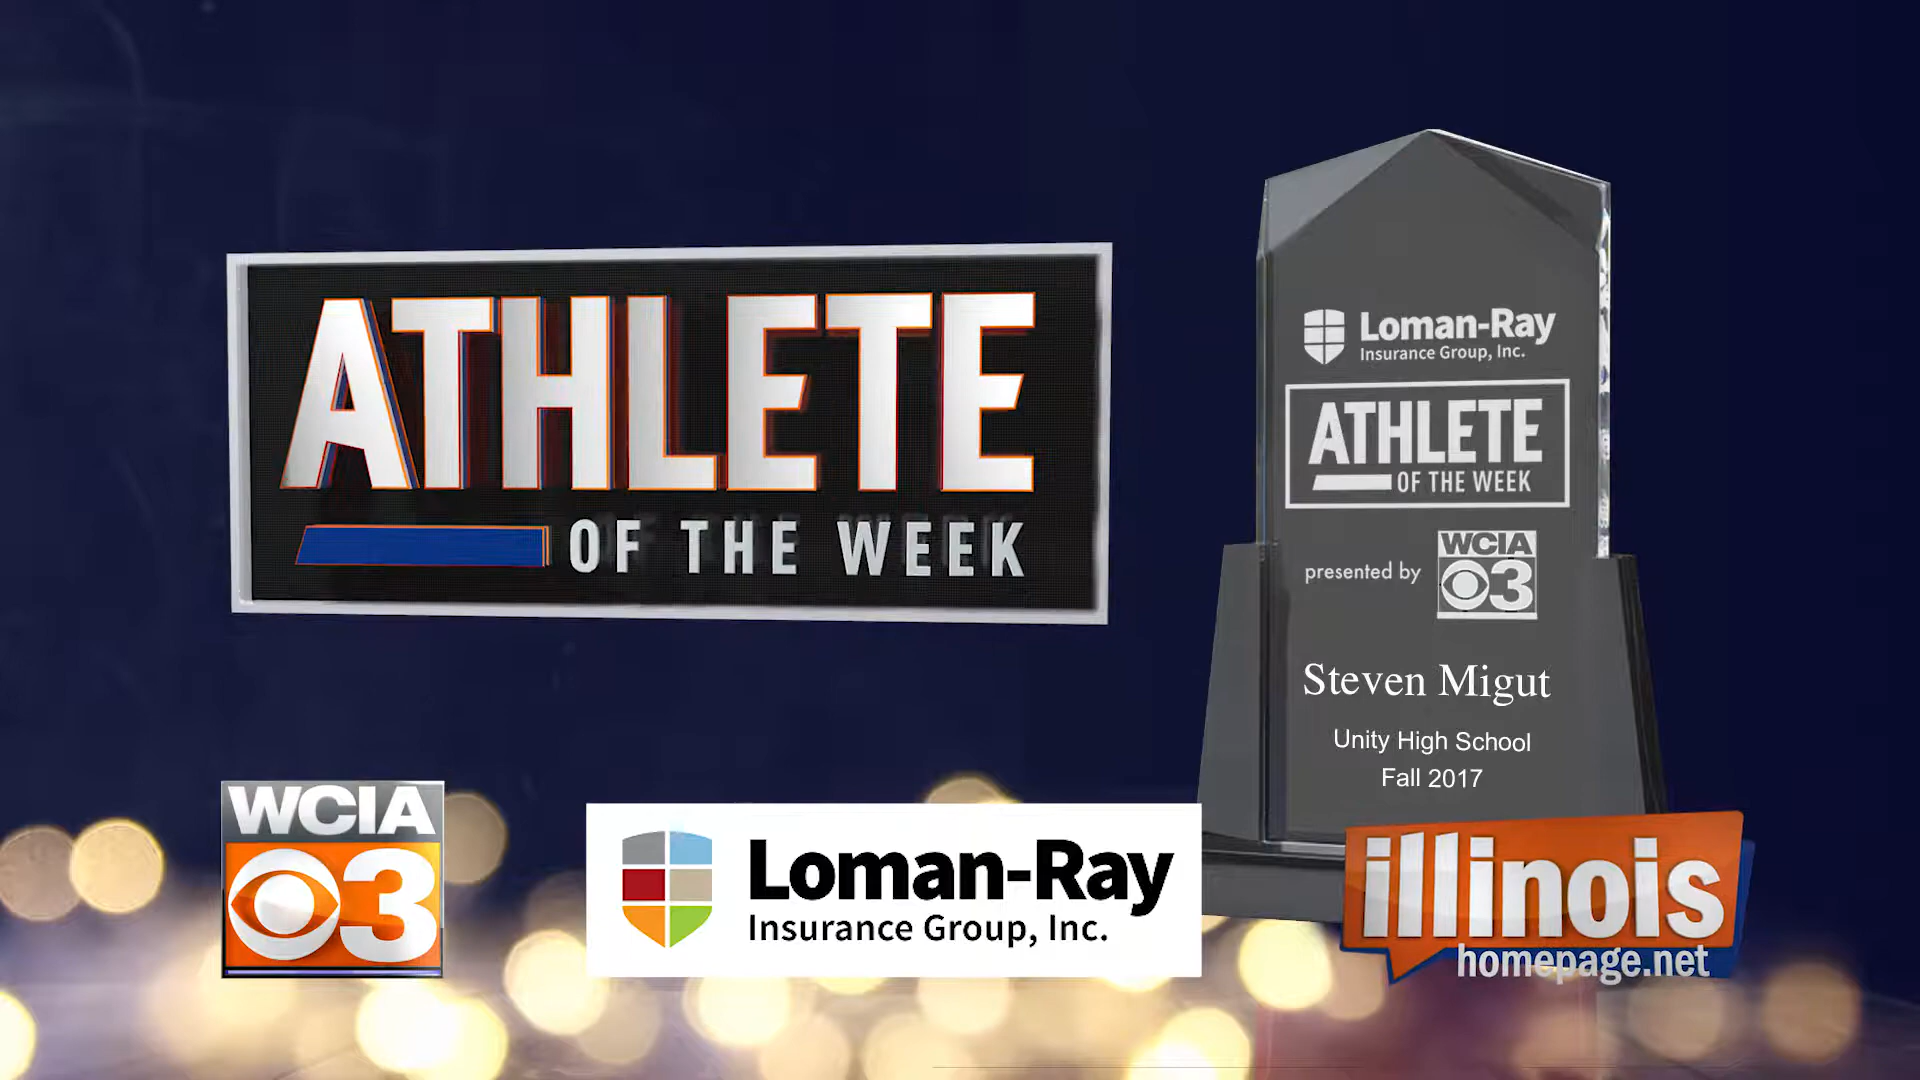 ATHLETE
OF THE WEEK
Loman-Ray
Insurance Group, Inc.
ATHLETE
OF THE WEEK
presented by
WCIA
3
Steven Migut
Unity High School
Fall 2017
WCIA
3
Loman-Ray
Insurance Group, Inc.
illinois
homepage.net